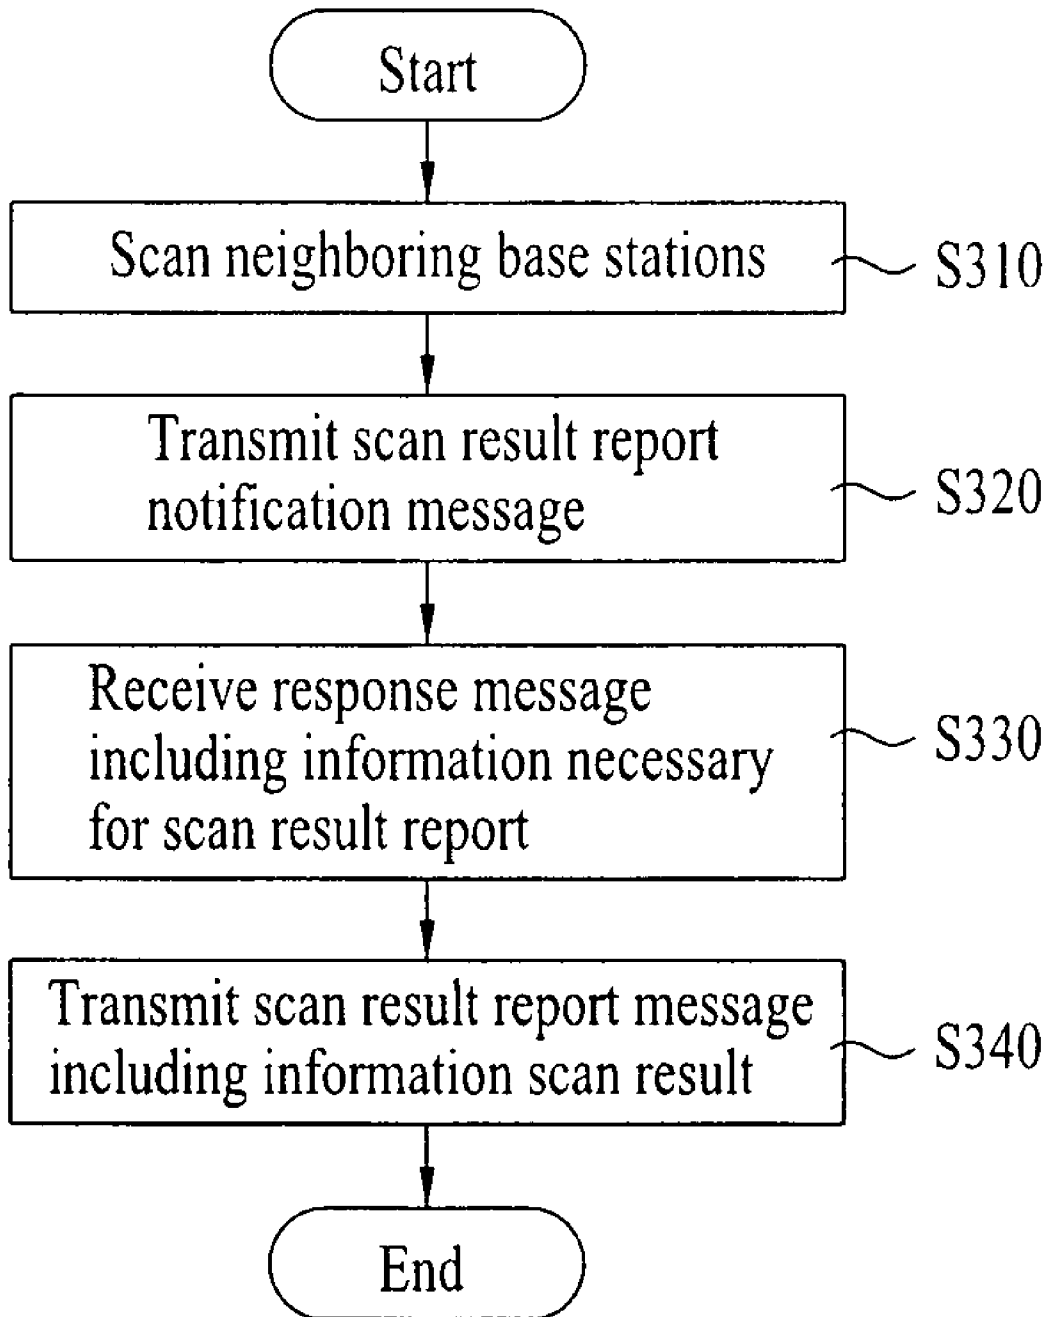 Start
Scan neighboring base stations
S310
Transmit scan result report
notification message
S320
Receive response message
including information necessary
for scan result report
S330
Transmit scan result report message
including information scan result
S340
End